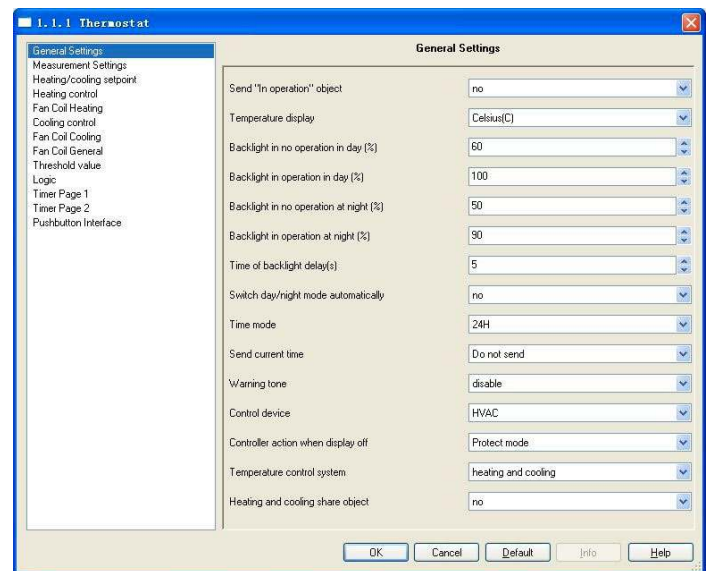 1.1.1 Thermostat
General Settings
Measurement Settings
Heating/cooling setpoint
Heating control
Fan Coil Heating
Cooling control
Fan Coil Cooling
Fan Coil General
Threshold value
Logic
Timer Page 1
Timer Page 2
Pushbutton Interface
General Settings
Send "In operation" object no
Temperature display Celsius(C)
Backlight in no operation in day (%) 60
Backlight in operation in day (%) 100
Backlight in no operation at night (%) 50
Backlight in operation at night (%) 90
Time of backlight delay(s) 5
Switch day/night mode automatically no
Time mode 24H
Send current time Do not send
Warning tone disable
Control device HVAC
Controller action when display off Protect mode
Temperature control system heating and cooling
Heating and cooling share object no
OK Cancel Default Info Help